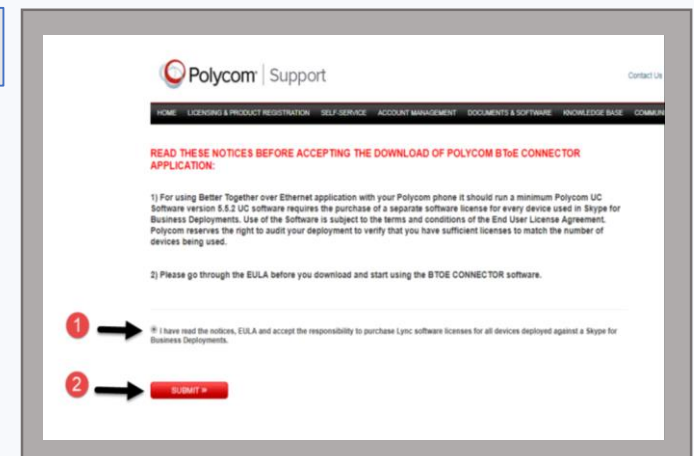 Polycom | Support
Contact Us
HOME LICENSING & PRODUCT REGISTRATION SELF-SERVICE ACCOUNT MANAGEMENT DOCUMENTS & SOFTWARE KNOWLEDGE BASE COMMUN
READ THESE NOTICES BEFORE ACCEPTING THE DOWNLOAD OF POLYCOM BToE CONNECTOR
APPLICATION:
1) For using Better Together over Ethernet application with your Polycom phone it should run a minimum Polycom UC
Software version 5.5.2 UC software requires the purchase of a separate software license for every device used in Skype for
Business Deployments. Use of the Software is subject to the terms and conditions of the End User License Agreement.
Polycom reserves the right to audit your deployment to verify that you have sufficient licenses to match the number of
devices being used.
2) Please go through the EULA before you download and start using the BTOE CONNECTOR software.
1
I have read the notices, EULA and accept the responsibility to purchase Lync software licenses for all devices deployed against a Skype for
Business Deployments.
2
SUBMIT »